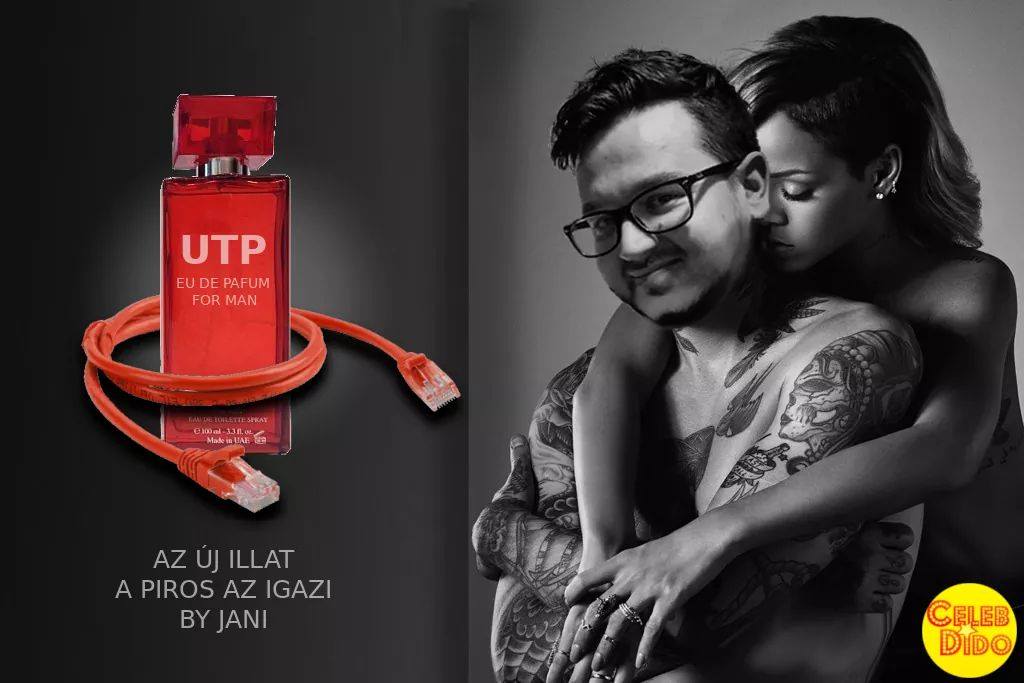 UTP
EU DE PAFUM
FOR MAN
EAU DE TOILETTE SPRAY
℮ 100 ml - 3.3 fl. oz.
Made in UAE
AZ ÚJ ILLAT
A PIROS AZ IGAZI
BY JANI
CELEB
DIDO